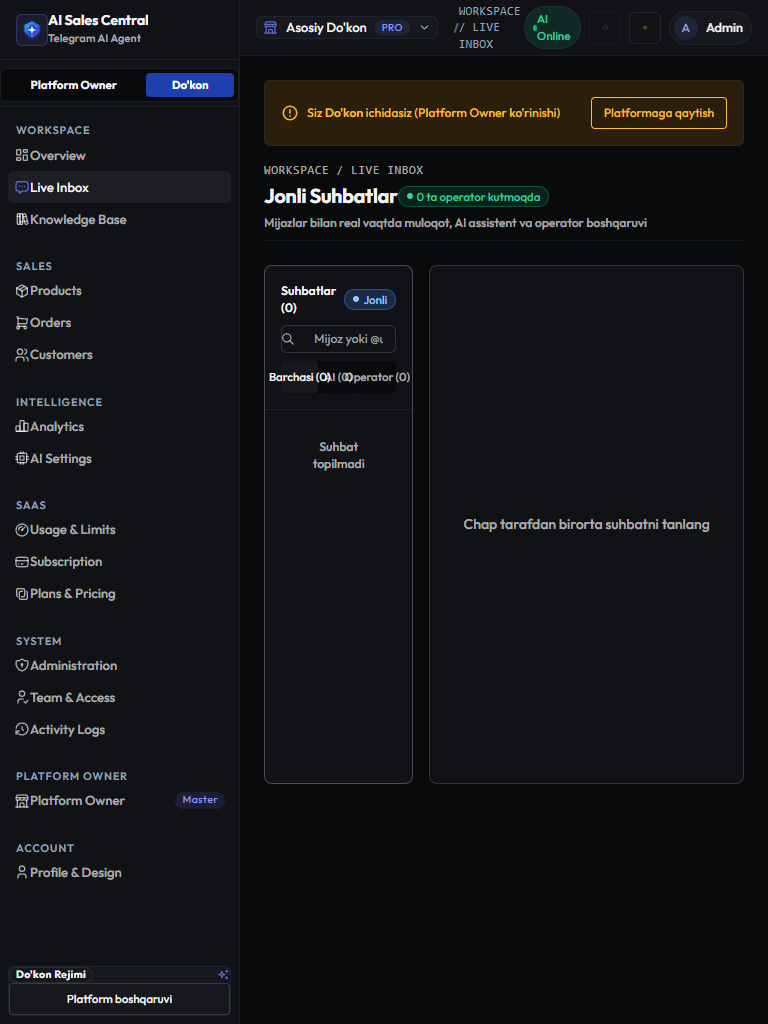 AI Sales Central
Telegram AI Agent
Platform Owner
Do'kon
WORKSPACE
Overview
Live Inbox
Knowledge Base
SALES
Products
Orders
Customers
INTELLIGENCE
Analytics
AI Settings
SAAS
Usage & Limits
Subscription
Plans & Pricing
SYSTEM
Administration
Team & Access
Activity Logs
PLATFORM OWNER
Platform Owner
Master
ACCOUNT
Profile & Design
Do'kon Rejimi
Platform boshqaruvi
Asosiy Do'kon
PRO
WORKSPACE
// LIVE
INBOX
AI
Online
A
Admin
Siz Do'kon ichidasiz (Platform Owner ko'rinishi)
Platformaga qaytish
WORKSPACE / LIVE INBOX
Jonli Suhbatlar
0 ta operator kutmoqda
Mijozlar bilan real vaqtda muloqot, AI assistent va operator boshqaruvi
Suhbatlar
(0)
Jonli
Mijoz yoki
Barchasi (0)
AI (0)
Operator (0)
Suhbat
topilmadi
Chap tarafdan birorta suhbatni tanlang